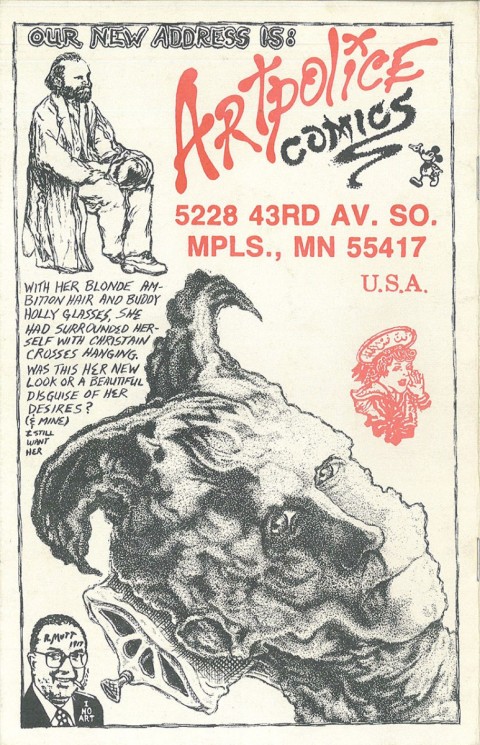 OUR NEW ADDRESS IS:
ARTPOLICE
COMICS
5228 43RD AV. SO.
MPLS., MN 55417
U.S.A.
WITH HER BLONDE AM-
BITION HAIR AND BUDDY
HOLLY GLASSES, SHE
HAD SURROUNDED HER-
SELF WITH CHRISTAIN
CROSSES HANGING.
WAS THIS HER NEW
LOOK OR A BEAUTIFUL
DISGUISE OF HER
DESIRES?
(& MINE)
I STILL
WANT
HER
R. MUTT
1917
I
NO
ART